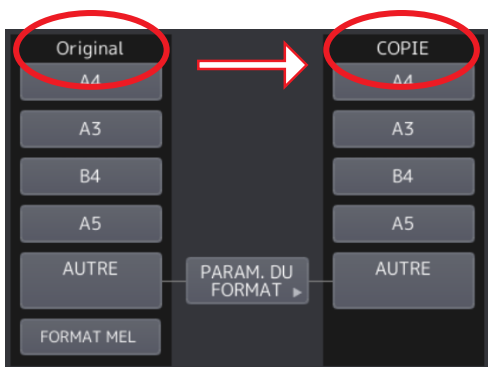 Original
A4
A3
B4
A5
AUTRE
FORMAT MEL
PARAM. DU
FORMAT
COPIE
A4
A3
B4
A5
AUTRE